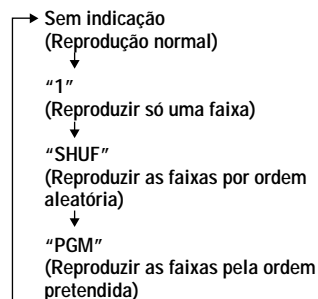 Sem indicação
(Reprodução normal)
“1”
(Reproduzir só uma faixa)
“SHUF”
(Reproduzir as faixas por ordem
aleatória)
“PGM”
(Reproduzir as faixas pela ordem
pretendida)